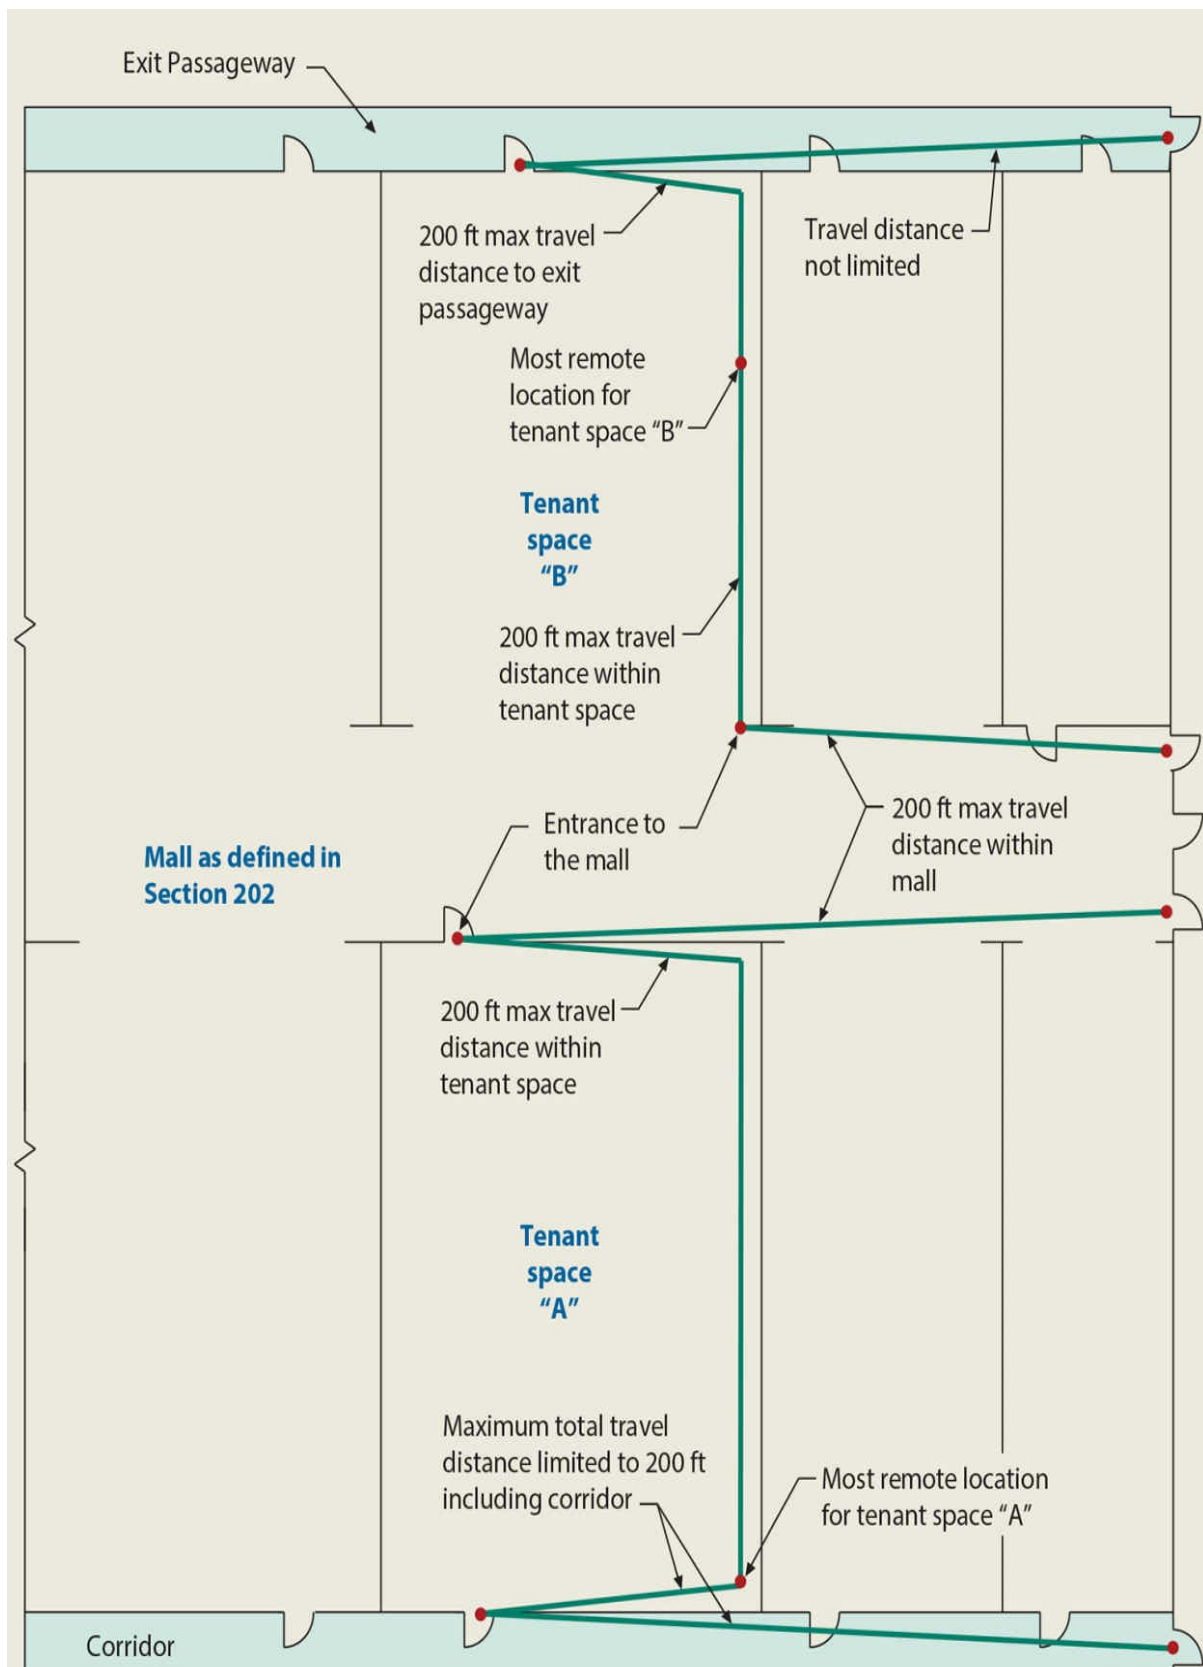 Exit Passageway
200 ft max travel
distance to exit
passageway
Travel distance
not limited
Most remote
location for
tenant space “B”
Tenant
space
“B”
200 ft max travel
distance within
tenant space
Entrance to
the mall
200 ft max travel
distance within
mall
Mall as defined in
Section 202
200 ft max travel
distance within
tenant space
Tenant
space
“A”
Maximum total travel
distance limited to 200 ft
including corridor
Most remote location
for tenant space “A”
Corridor